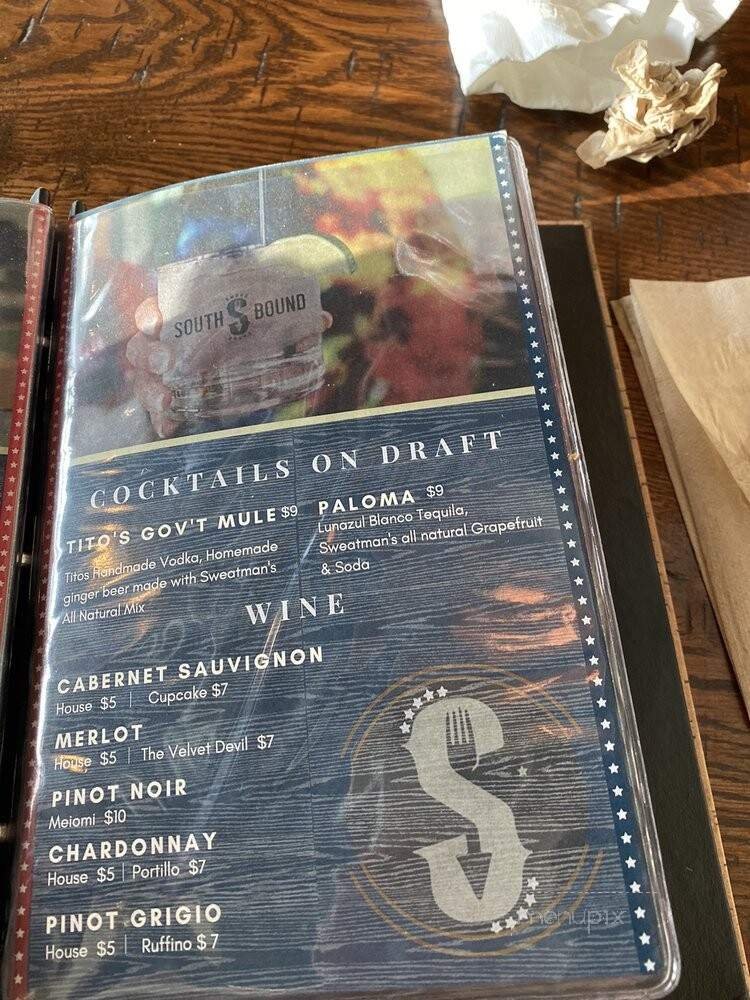 SOUTH S BOUND
COCKTAILS ON DRAFT
TITO'S GOV'T MULE $9
Titos Handmade Vodka, Homemade
ginger beer made with Sweatman's
All Natural Mix
PALOMA $9
Lunazul Blanco Tequila,
Sweatman's all natural Grapefruit
& Soda
WINE
CABERNET SAUVIGNON
House $5 | Cupcake $7
MERLOT
House $5 | The Velvet Devil $7
PINOT NOIR
Meiomi $10
CHARDONNAY
House $5 | Portillo $7
PINOT GRIGIO
House $5 | Ruffino $7
S
menupix